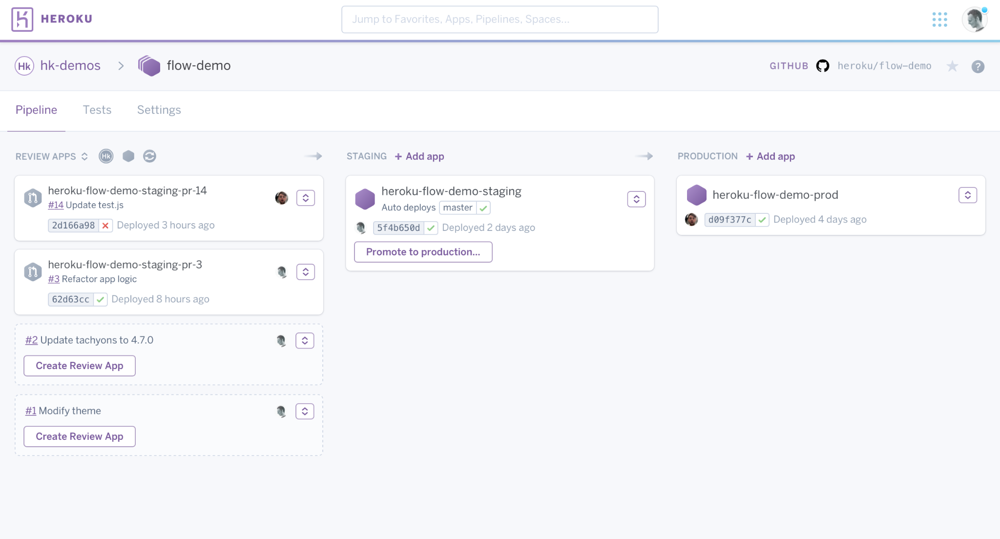 HEROKU
Jump to Favorites, Apps, Pipelines, Spaces...
Hk hk-demos > flow-demo
GITHUB heroku/flow-demo ?
Pipeline Tests Settings
REVIEW APPS Hk
heroku-flow-demo-staging-pr-14
#14 Update test.js
2d166a98 Deployed 3 hours ago
heroku-flow-demo-staging-pr-3
#3 Refactor app logic
62d63cc Deployed 8 hours ago
#2 Update tachyons to 4.7.0
Create Review App
#1 Modify theme
Create Review App
STAGING + Add app
heroku-flow-demo-staging
Auto deploys master
5f4b650d Deployed 2 days ago
Promote to production...
PRODUCTION + Add app
heroku-flow-demo-prod
d09f377c Deployed 4 days ago